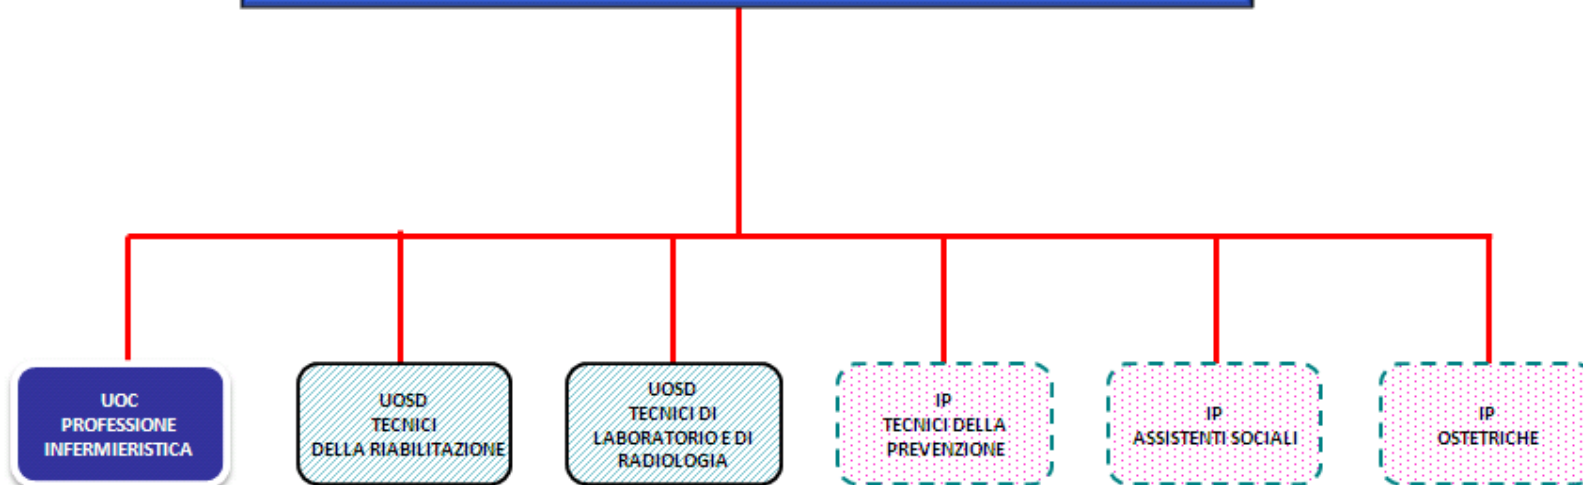 UOC
PROFESSIONE
INFERMIERISTICA
UOSD
TECNICI
DELLA RIABILITAZIONE
UOSD
TECNICI DI
LABORATORIO E DI
RADIOLOGIA
IP
TECNICI DELLA
PREVENZIONE
IP
ASSISTENTI SOCIALI
IP
OSTETRICHE